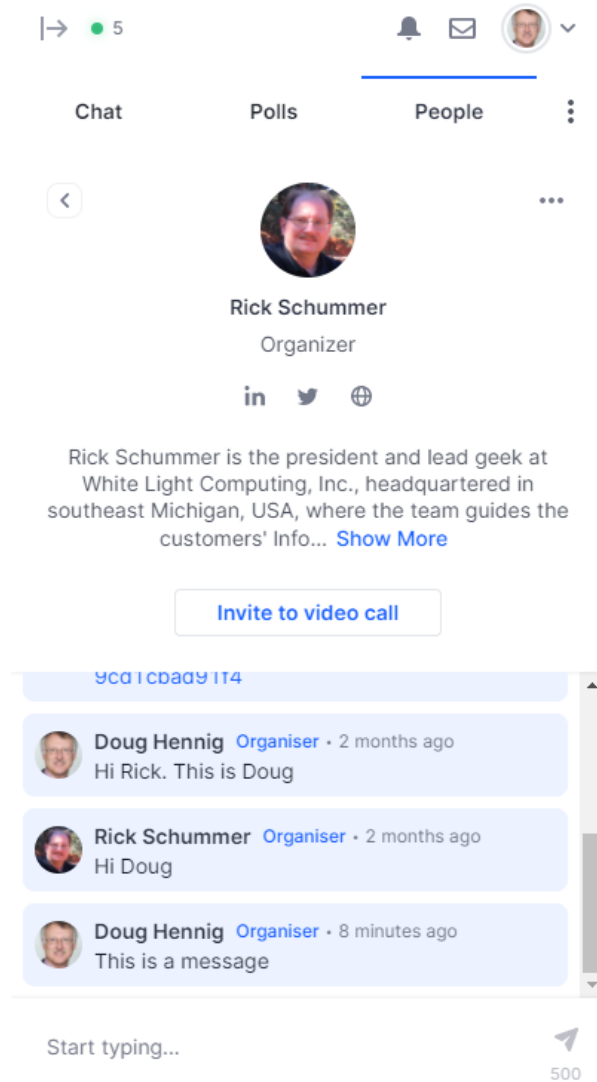 5
Chat Polls People
Rick Schummer
Organizer
Rick Schummer is the president and lead geek at
White Light Computing, Inc., headquartered in
southeast Michigan, USA, where the team guides the
customers' Info... Show More
Invite to video call
9cd1cbad91f4
Doug Hennig Organiser • 2 months ago
Hi Rick. This is Doug
Rick Schummer Organiser • 2 months ago
Hi Doug
Doug Hennig Organiser • 8 minutes ago
This is a message
Start typing...
500